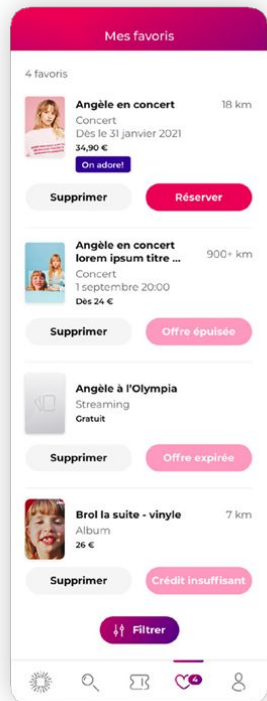 Mes favoris
4 favoris
Angèle en concert 18 km
Concert
Dès le 31 janvier 2021
34,90 €
On adore!
Supprimer Réserver
Angèle en concert
lorem ipsum titre ... 900+ km
Concert
1 septembre 20:00
Dès 24 €
Supprimer Offre épuisée
Angèle à l'Olympia
Streaming
Gratuit
Supprimer Offre expirée
Brol la suite - vinyle 7 km
Album
26 €
Supprimer Crédit insuffisant
Filtrer
4